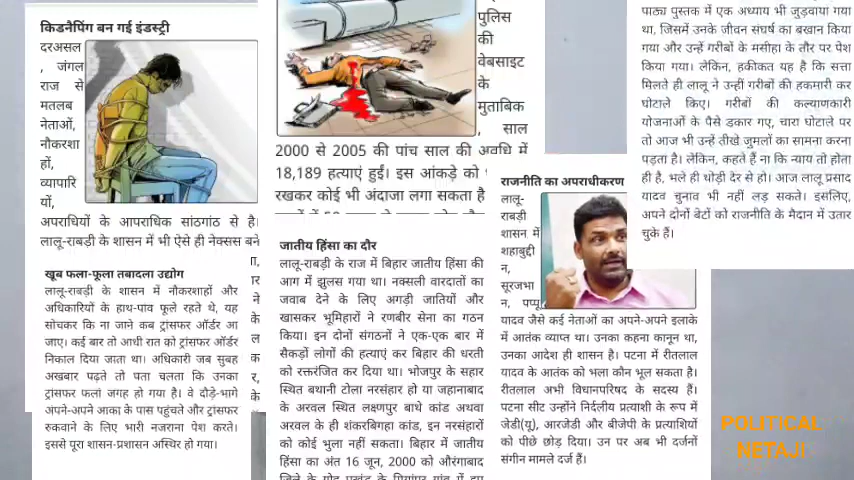 किडनैपिंग बन गई इंडस्ट्री
दरअसल
, जंगल
राज से
मतलब
नेताओं,
नौकरशा
हों,
व्यापारि
यों,
अपराधियों के आपराधिक सांठगांठ से है।
लालू-राबड़ी के शासन में भी ऐसे ही नेक्सस बने
खूब फला-फूला तबादला उद्योग
लालू-राबड़ी के शासन में नौकरशाहों और
अधिकारियों के हाथ-पांव फूले रहते थे, यह
सोचकर कि ना जाने कब ट्रांसफर ऑर्डर आ
जाए। कई बार तो आधी रात को ट्रांसफर ऑर्डर
निकाल दिया जाता था। अधिकारी जब सुबह
अखबार पढ़ते तो पता चलता कि उनका
ट्रांसफर फलां जगह हो गया है। वे दौड़े-भागे
अंपने-अपने आका के पास पहुंचते और ट्रांसफर
रुकवाने के लिए भारी नजराना पेश करते।
इससे पूरा शासन-प्रशासन अस्थिर हो गया।
पुलिस
की
वेबसाइट
के
मुताबिक
, साल
2000 से 2005 की पांच साल की अवधि में
18,189 हत्याएं हुईं। इस आंकड़े को
रखकर कोई भी अंदाजा लगा सकता है
जातीय हिंसा का दौर
लालू-राबड़ी के राज में बिहार जातीय हिंसा की
आग में झुलस गया था। नक्सली वारदातों का
जवाब देने के लिए अगड़ी जातियों और
खासकर भूमिहारों ने रणबीर सेना का गठन
किया। इन दोनों संगठनों ने एक-एक बार में
सैकड़ों लोगों की हत्याएं कर बिहार की धरती
को रक्तरंजित कर दिया था। भोजपुर के सहार
स्थित बथानी टोला नरसंहार हो या जहानाबाद
के अरवल स्थित लक्ष्णपुर बाथे कांड अथवा
अरवल के ही शंकरबिगहा कांड, इन नरसंहारों
को कोई भुला नहीं सकता। बिहार में जातीय
हिंसा का अंत 16 जून, 2000 को औरंगाबाद
राजनीति का अपराधीकरण
लालू-
राबड़ी
शासन में
शहाबुद्दी
न,
सूरजभा
न, पप्पू
यादव जैसे कई नेताओं का अपने-अपने इलाके
में आतंक व्याप्त था। उनका कहना कानून था,
उनका आदेश ही शासन है। पटना में रीतलाल
यादव के आतंक को भला कौन भूल सकता है।
रीतलाल अभी विधानपरिषद के सदस्य हैं।
पटना सीट उन्होंने निर्दलीय प्रत्याशी के रूप में
जेडी(यू), आरजेडी और बीजेपी के प्रत्याशियों
को पीछे छोड़ दिया। उन पर अब भी दर्जनों
संगीन मामले दर्ज हैं।
पाठ्य पुस्तक में एक अध्याय भी जुड़वाया गया
था, जिसमें उनके जीवन संघर्ष का बखान किया
गया और उन्हें गरीबों के मसीहा के तौर पर पेश
किया गया। लेकिन, हकीकत यह है कि सत्ता
मिलते ही लालू ने उन्हीं गरीबों की हकमारी कर
घोटाले किए। गरीबों की कल्याणकारी
योजनाओं के पैसे डकार गए, चारा घोटाले पर
तो आज भी उन्हें तीखे जुमलों का सामना करना
पड़ता है। लेकिन, कहते हैं ना कि न्याय तो होता
ही है, भले ही थोड़ी देर से हो। आज लालू प्रसाद
यादव चुनाव भी नहीं लड़ सकते। इसलिए,
अपने दोनों बेटों को राजनीति के मैदान में उतार
चुके हैं।
POLITICAL
NETAJI